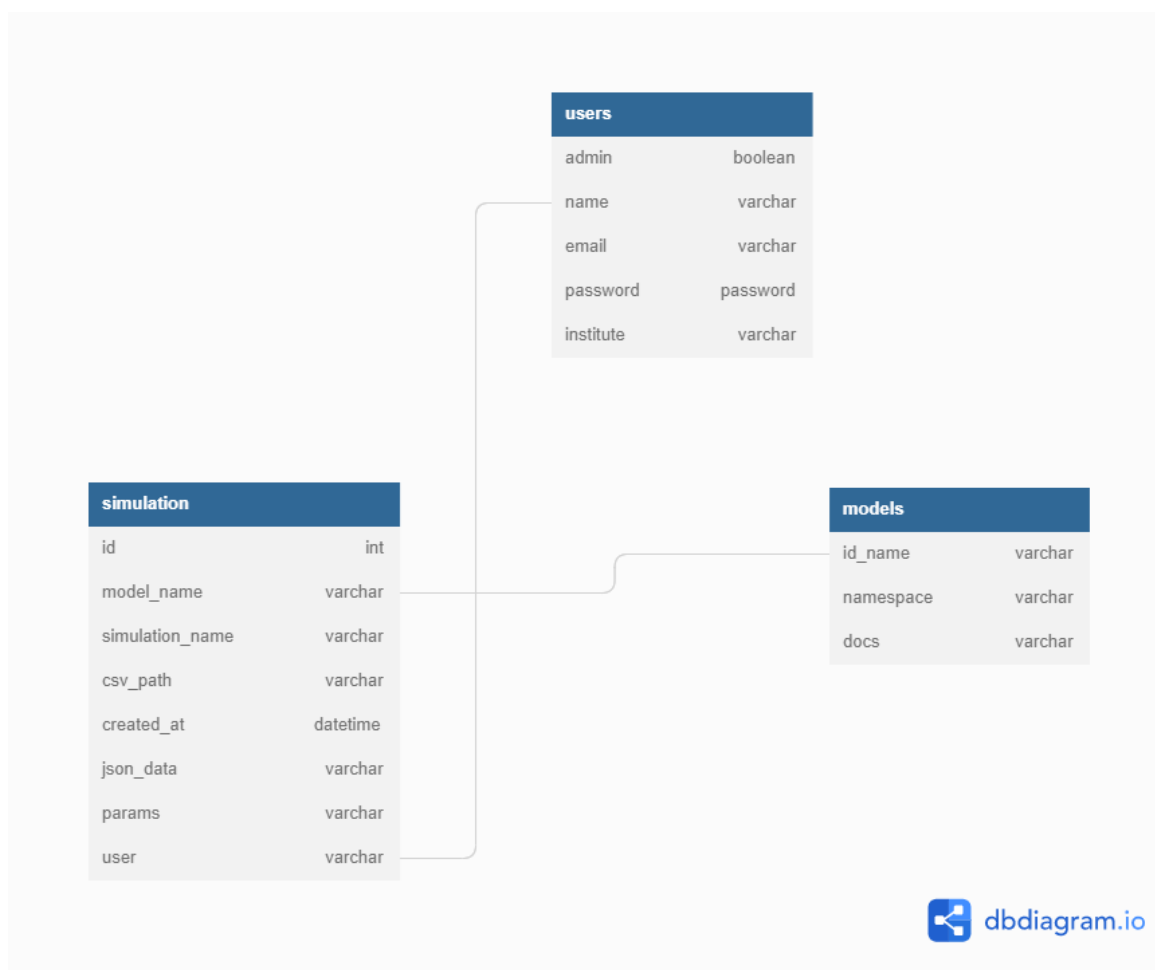 users
admin boolean
name varchar
email varchar
password password
institute varchar
simulation
id int
model_name varchar
simulation_name varchar
csv_path varchar
created_at datetime
json_data varchar
params varchar
user varchar
models
id_name varchar
namespace varchar
docs varchar
dbdiagram.io